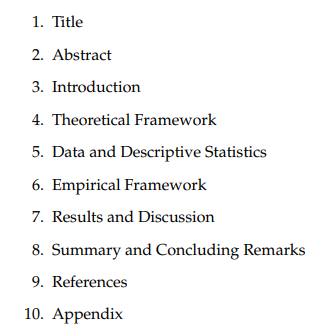 1. Title
2. Abstract
3. Introduction
4. Theoretical Framework
5. Data and Descriptive Statistics
6. Empirical Framework
7. Results and Discussion
8. Summary and Concluding Remarks
9. References
10. Appendix